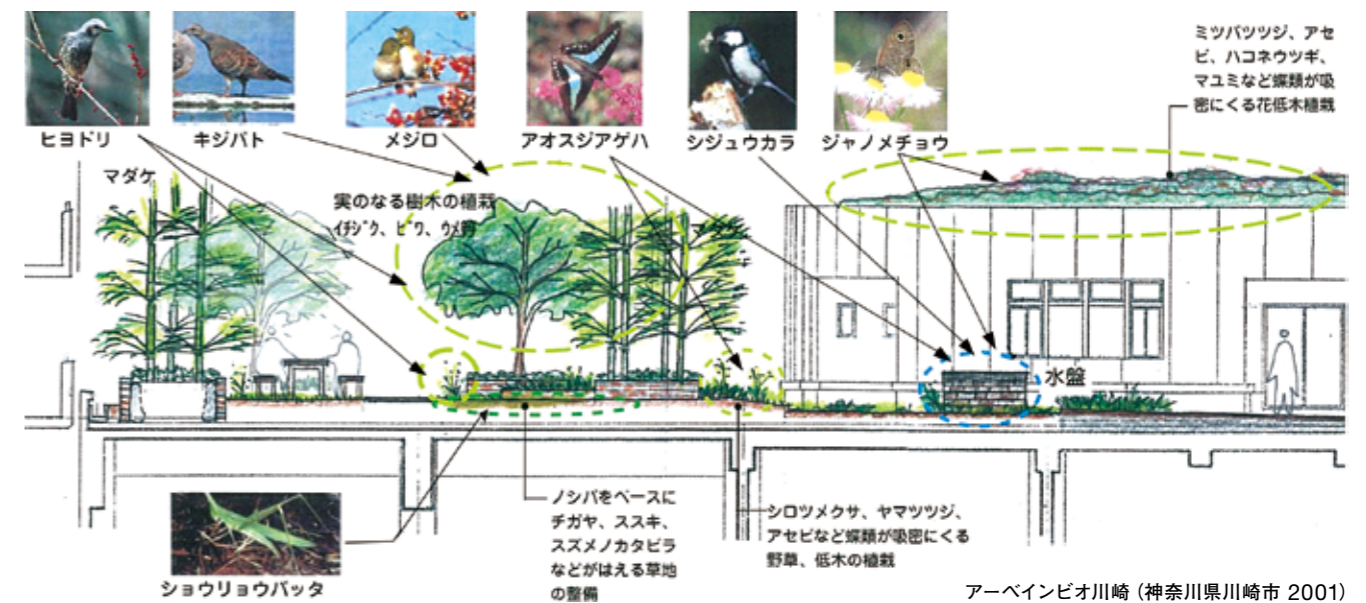 ヒヨドリ
キジバト
メジロ
アオスジアゲハ
シジュウカラ
ジャノメチョウ
ミツバツツジ、アセ
ビ、ハコネウツギ、
マユミなど蝶類が吸
密にくる花低木植栽
マダケ
実のなる樹木の植栽
ｲﾁｼﾞｸ、ﾋﾞﾜ、ｳﾒ等
マダケ
水盤
ショウリョウバッタ
ノシバをベースに
チガヤ、ススキ、
スズメノカタビラ
などがはえる草地
の整備
シロツメクサ、ヤマツツジ、
アセビなど蝶類が吸密にくる
野草、低木の植栽
アーベインビオ川崎（神奈川県川崎市 2001）